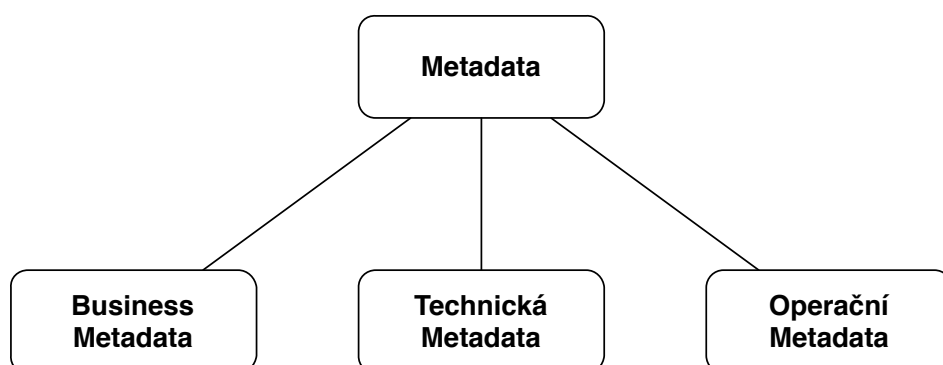 Metadata
Business
Metadata
Technická
Metadata
Operační
Metadata